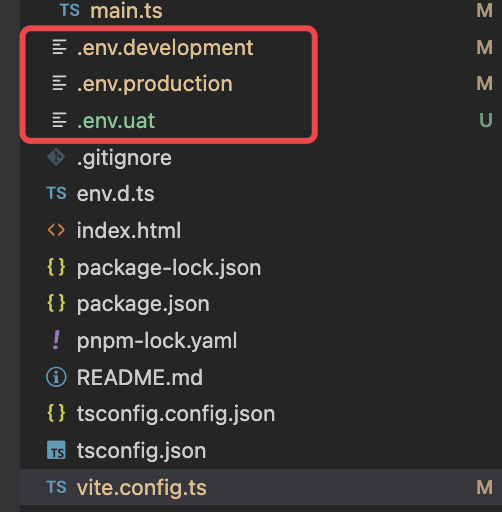 TS main.ts M
.env.development M
.env.production M
.env.uat U
.gitignore
TS env.d.ts
<> index.html
{} package-lock.json
{} package.json
! pnpm-lock.yaml
README.md
{} tsconfig.config.json
TS tsconfig.json
TS vite.config.ts M